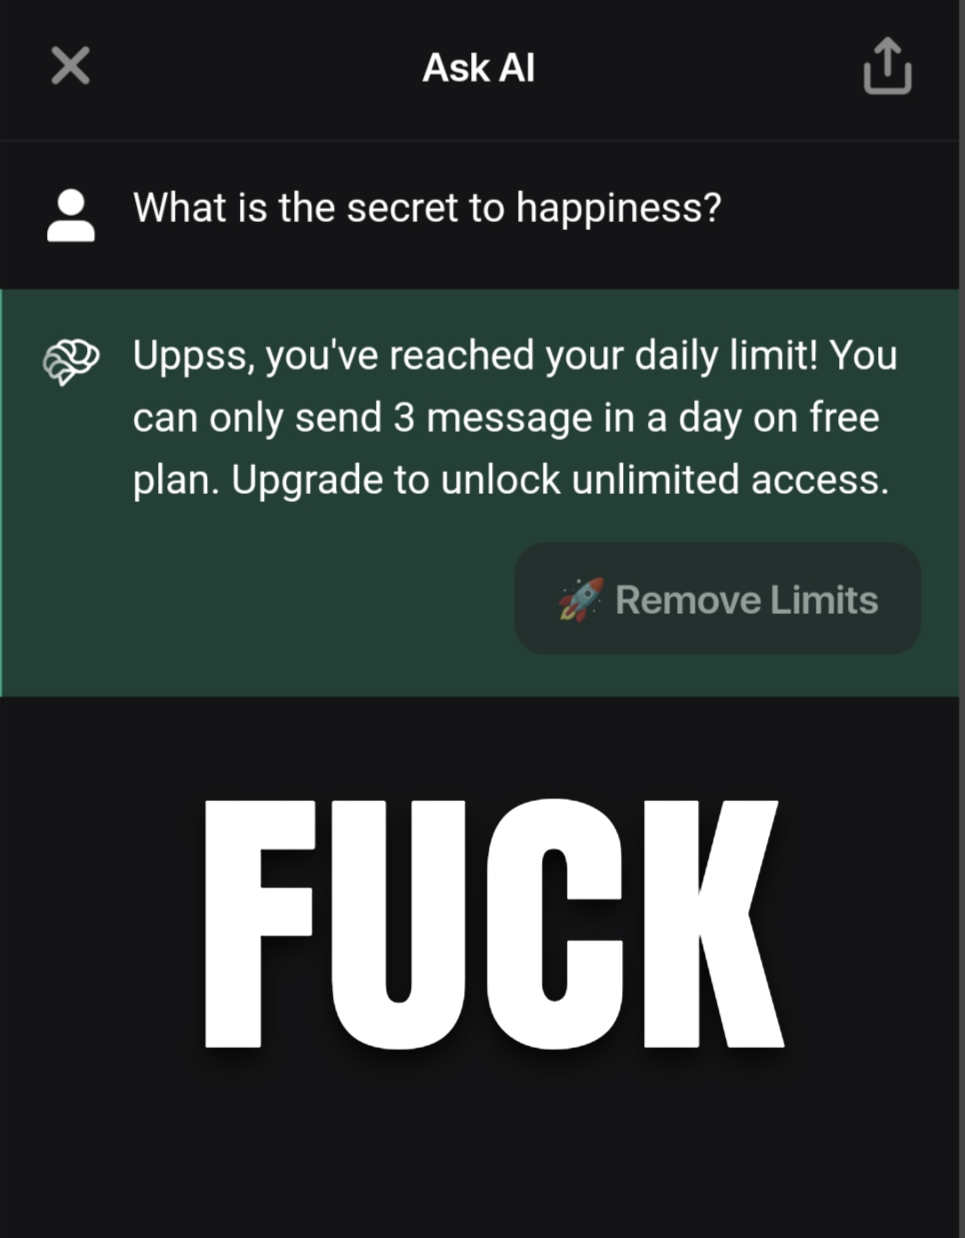 Ask AI
What is the secret to happiness?
Uppss, you've reached your daily limit! You
can only send 3 message in a day on free
plan. Upgrade to unlock unlimited access.
🚀 Remove Limits
FUCK